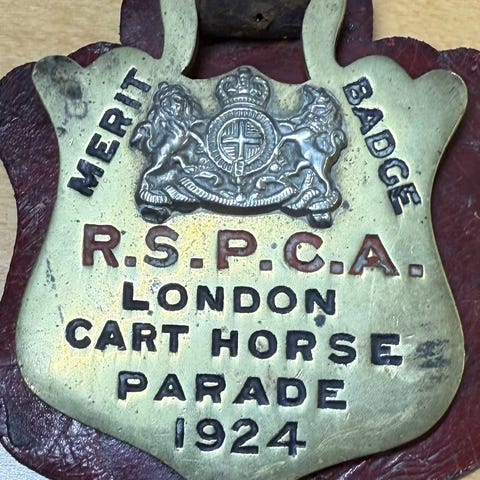 MERIT BADGE
R.S.P.C.A.
LONDON
CART HORSE
PARADE
1924